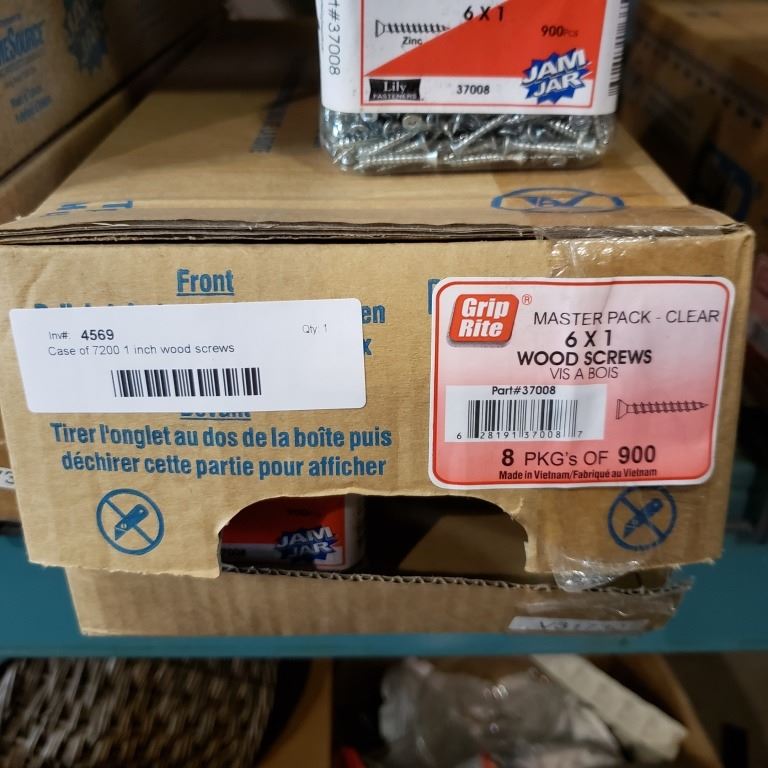 6 X 1
Zinc
900Pcs
JAM
JAR
Lily
FASTENERS
37008
#37008
Front
en
x
Inv#: 4569
Qty: 1
Case of 7200 1 inch wood screws
Devant
Tirer l'onglet au dos de la boîte puis
déchirer cette partie pour afficher
Grip
Rite®
MASTER PACK - CLEAR
6 X 1
WOOD SCREWS
VIS A BOIS
Part#37008
6 28191 37008 7
8 PKG's OF 900
Made in Vietnam/Fabriqué au Vietnam
JAM
JAR